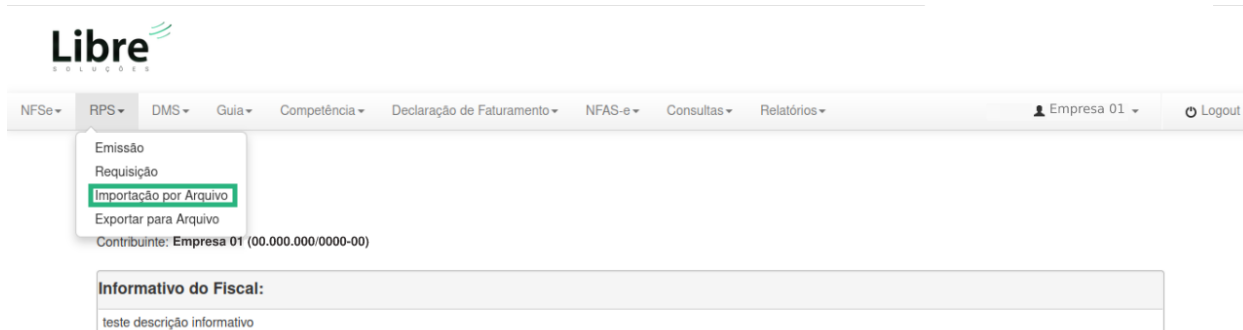 Libre
SOLUÇÕES
NFSe RPS DMS Guia Competência Declaração de Faturamento NFAS-e Consultas Relatórios Empresa 01 Logout
Emissão
Requisição
Importação por Arquivo
Exportar para Arquivo
Contribuinte: Empresa 01 (00.000.000/0000-00)
Informativo do Fiscal:
teste descrição informativo